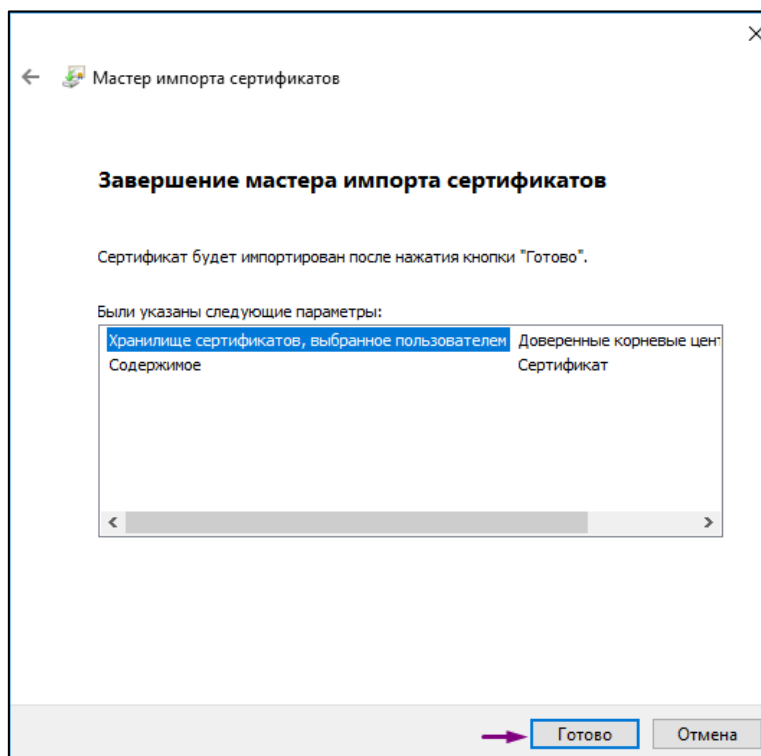 Мастер импорта сертификатов
Завершение мастера импорта сертификатов
Сертификат будет импортирован после нажатия кнопки "Готово".
Были указаны следующие параметры:
Хранилище сертификатов, выбранное пользователем Доверенные корневые цент
Содержимое Сертификат
Готово Отмена